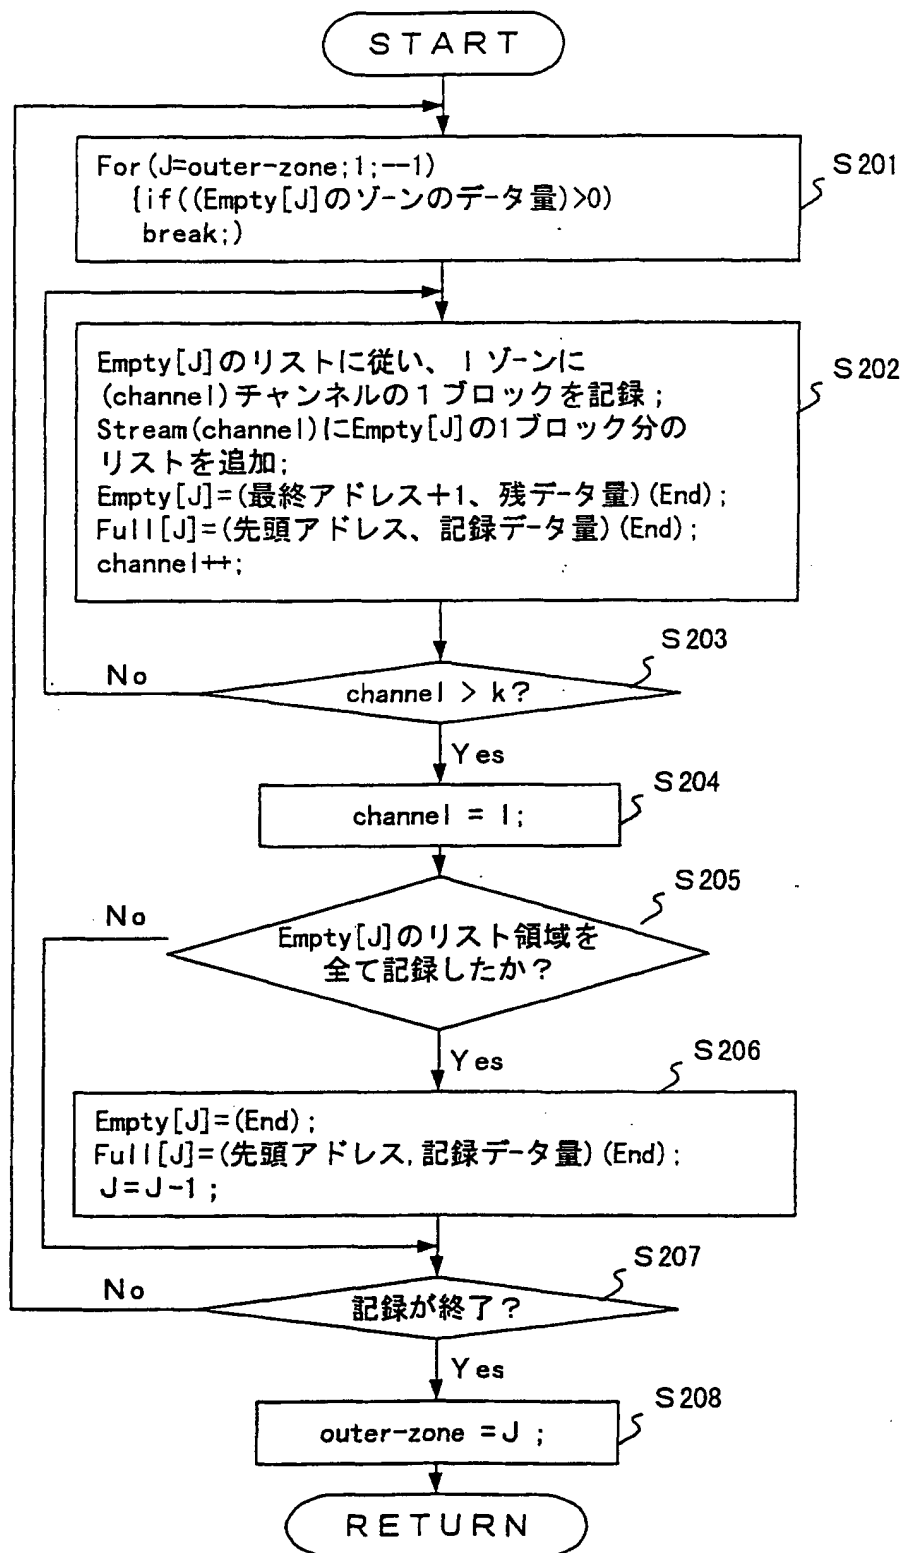 START
For(J=outer-zone;1;--1)
{if((Empty[J]のゾーンのデータ量)>0)
break;)
S201
Empty[J]のリストに従い、1ゾーンに
(channel)チャンネルの1ブロックを記録;
Stream(channel)にEmpty[J]の1ブロック分の
リストを追加;
Empty[J]=(最終アドレス+1、残データ量)(End);
Full[J]=(先頭アドレス、記録データ量)(End);
channel++;
S202
channel > k?
S203
No
Yes
channel = 1;
S204
Empty[J]のリスト領域を
全て記録したか?
S205
No
Yes
Empty[J]=(End);
Full[J]=(先頭アドレス,記録データ量)(End);
J=J-1;
S206
記録が終了?
S207
No
Yes
outer-zone =J ;
S208
RETURN